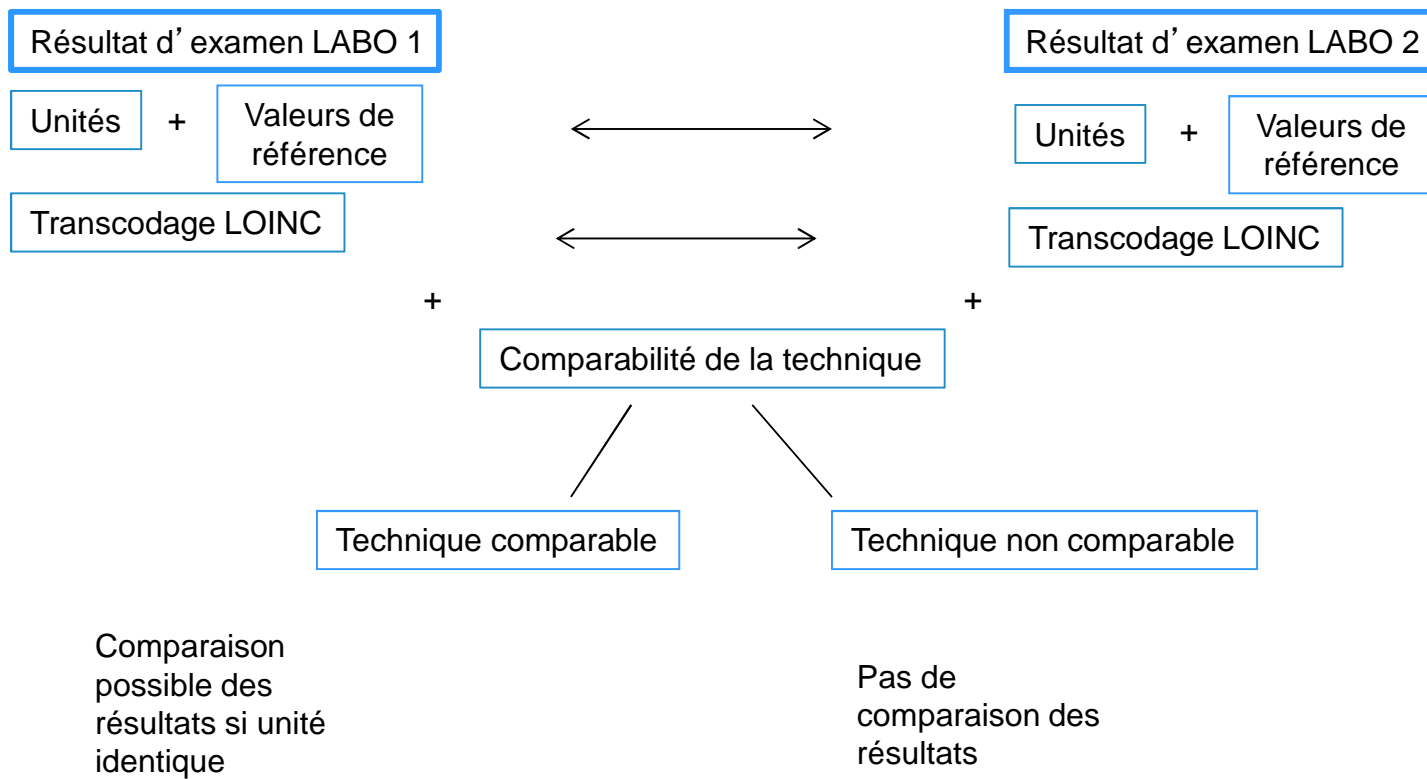 Résultat d’examen LABO 1
Résultat d’examen LABO 2
Unités + Valeurs de
référence
Unités + Valeurs de
référence
Transcodage LOINC
Transcodage LOINC
+ +
Comparabilité de la technique
Technique comparable
Technique non comparable
Comparaison
possible des
résultats si unité
identique
Pas de
comparaison des
résultats